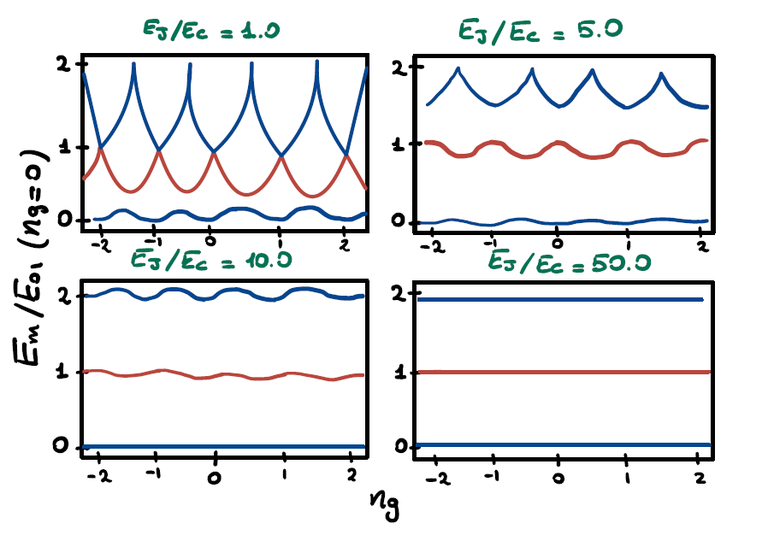 EJ/EC = 1.0
EJ/EC = 5.0
Em/E01 (ng=0)
2
1
0
-2 -1 0 1 2
2
1
0
-2 -1 0 1 2
EJ/EC = 10.0
EJ/EC = 50.0
2
1
0
-2 -1 0 1 2
2
1
0
-2 -1 0 1 2
ng